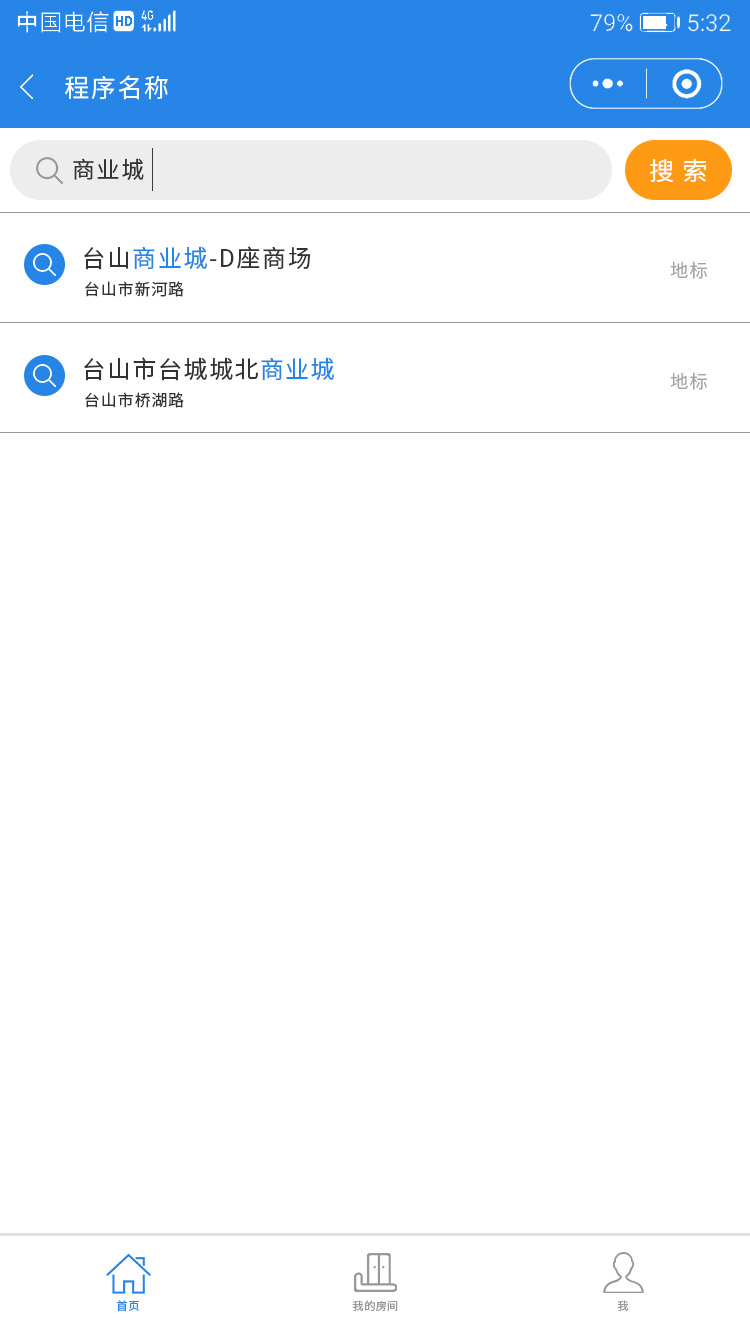 中国电信 HD 4G 79% 5:32
程序名称
商业城 搜索
台山商业城-D座商场
台山市新河路
地标
台山市台城城北商业城
台山市桥湖路
地标
首页 我的房间 我